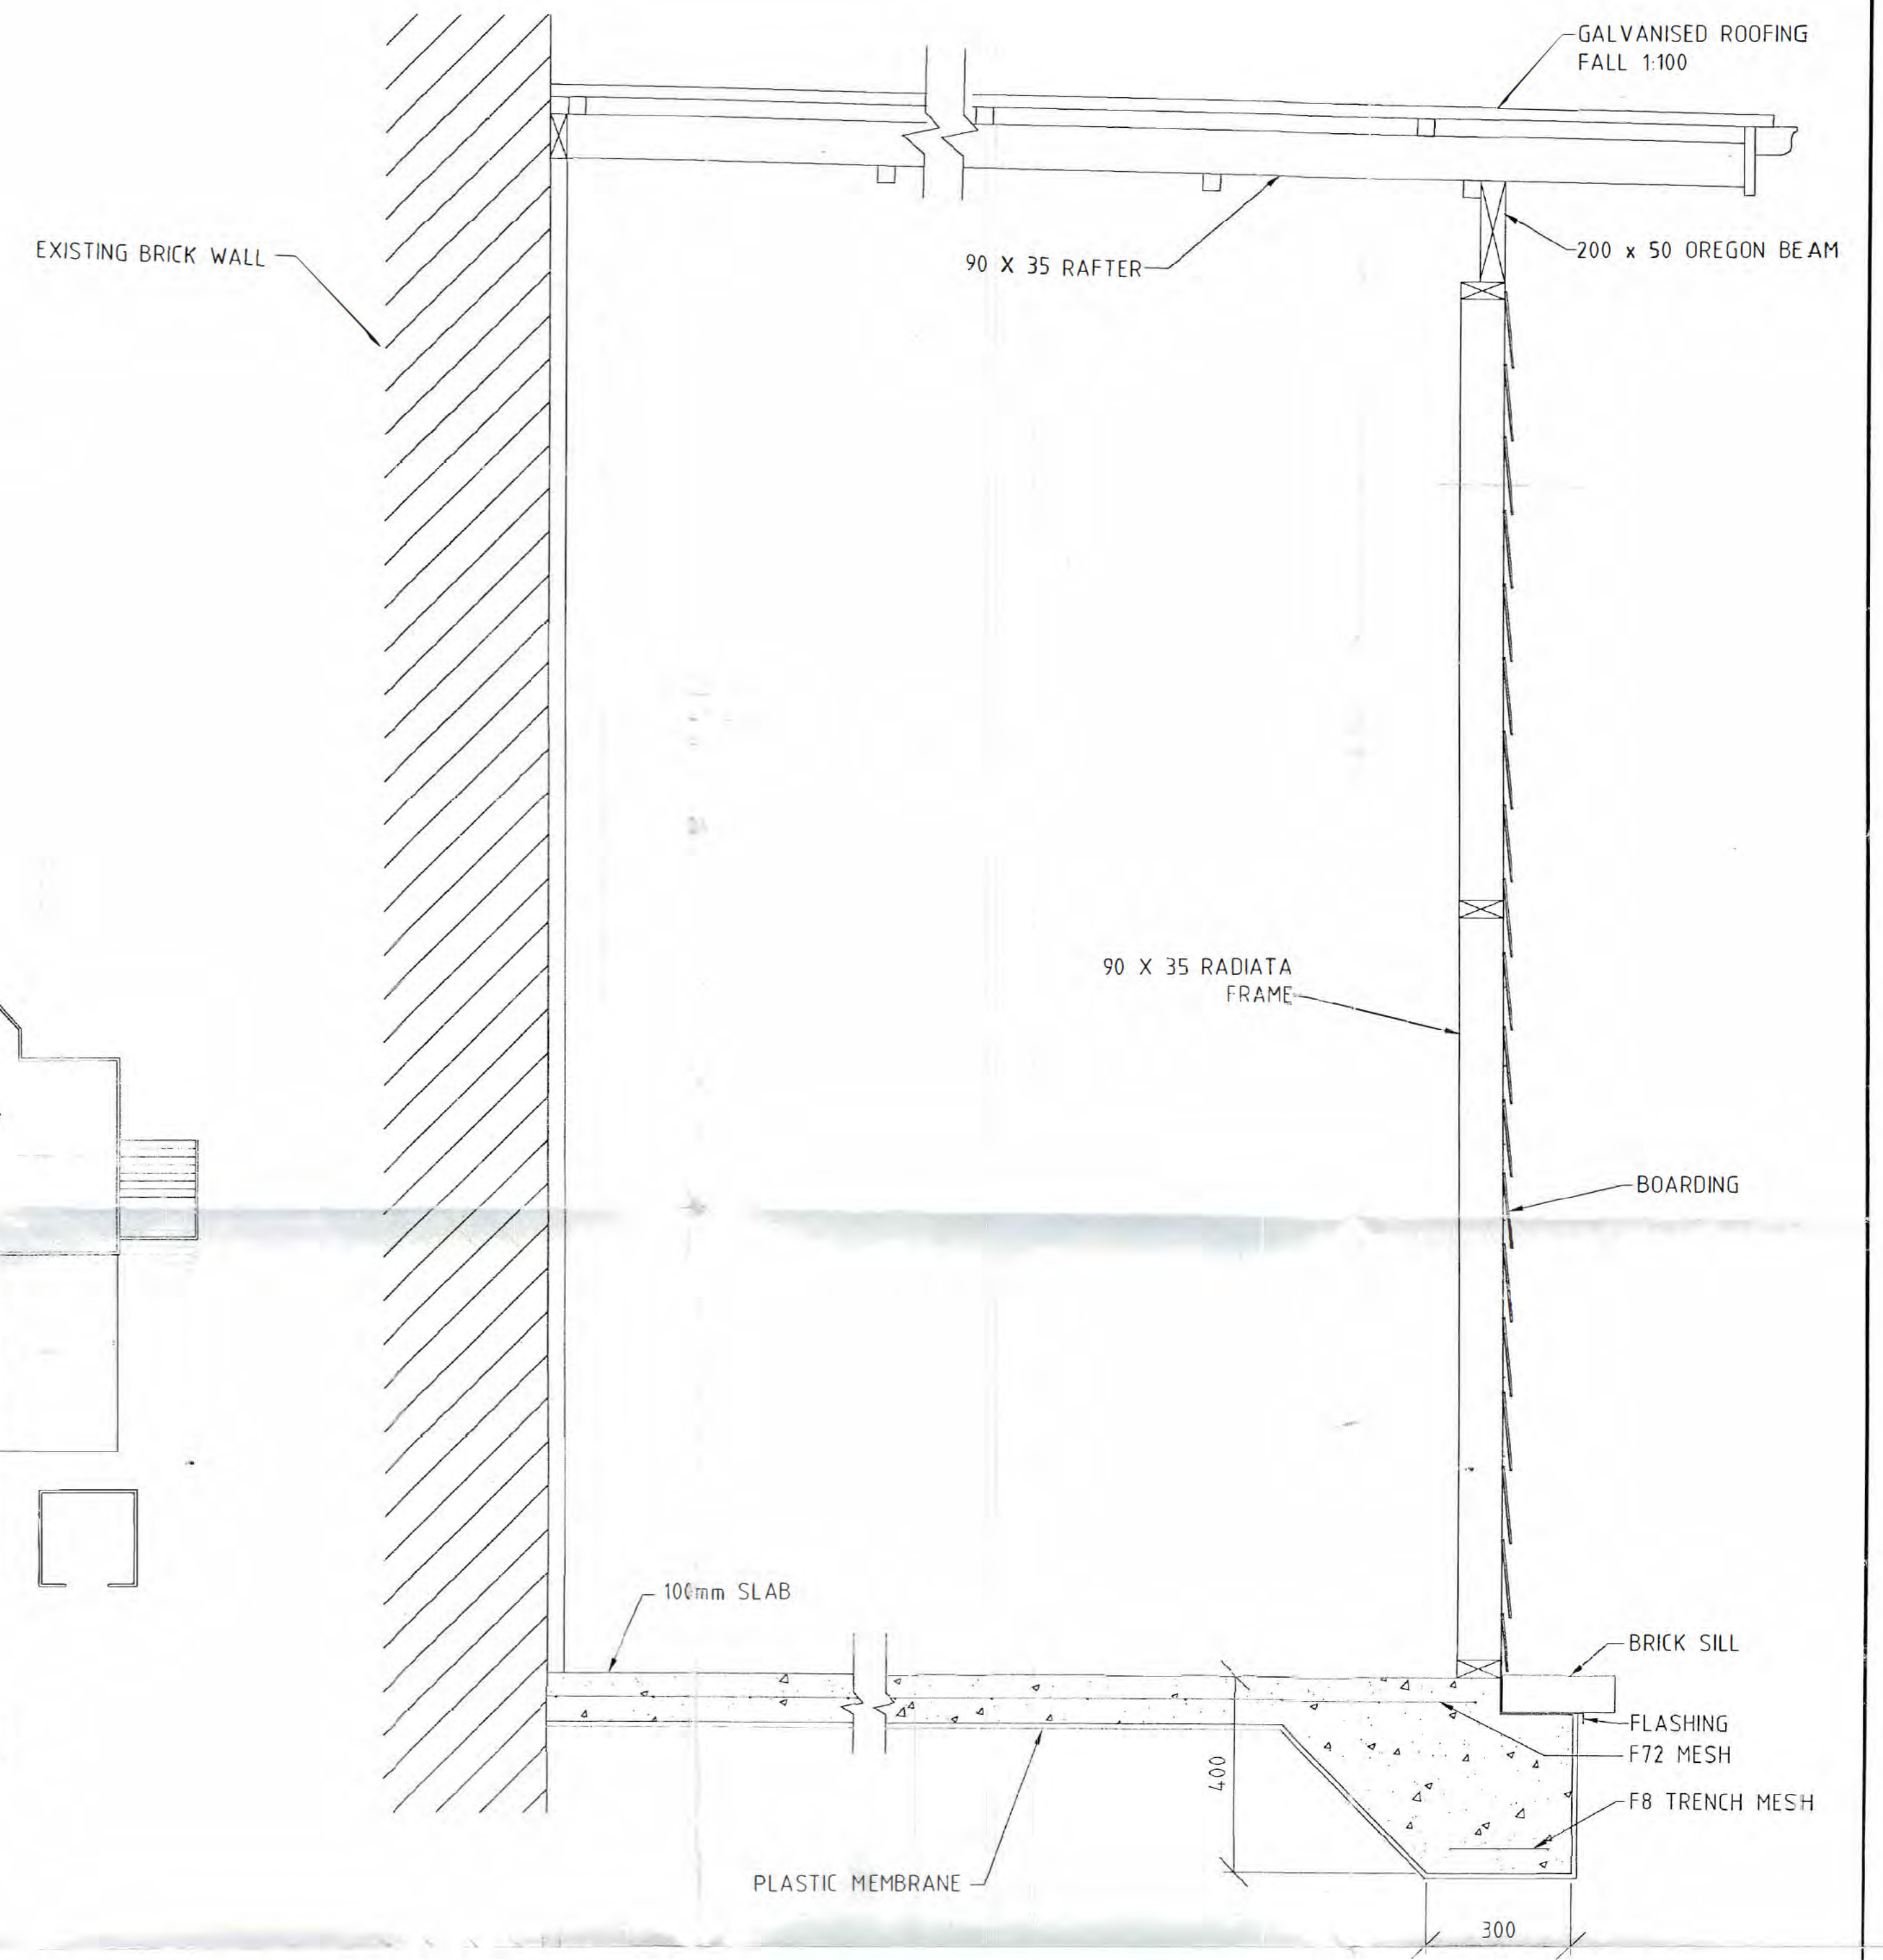 GALVANISED ROOFING
FALL 1:100
EXISTING BRICK WALL
90 X 35 RAFTER
200 x 50 OREGON BEAM
90 X 35 RADIATA
FRAME
BOARDING
100mm SLAB
BRICK SILL
FLASHING
F72 MESH
400
F8 TRENCH MESH
PLASTIC MEMBRANE
300